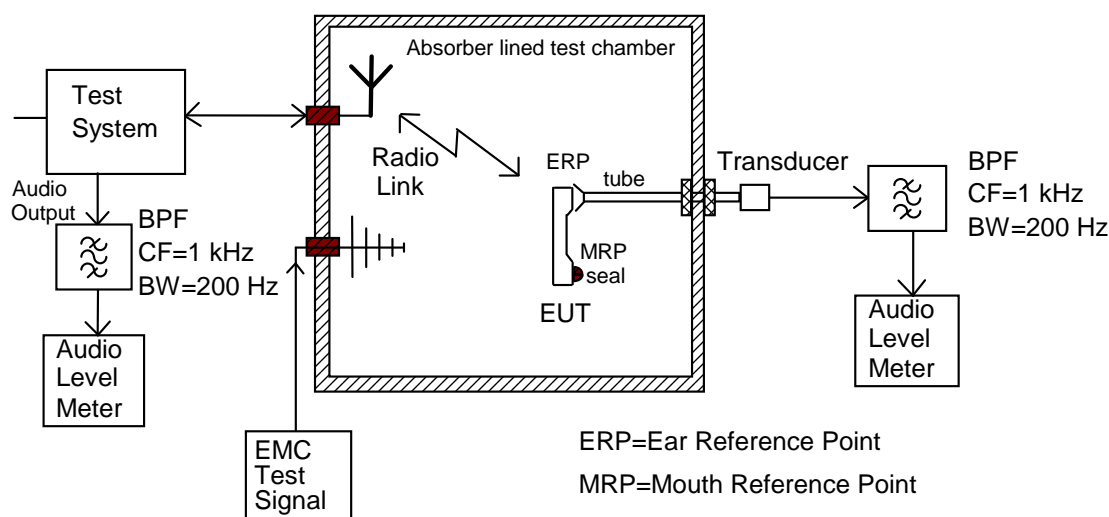 Absorber lined test chamber
Test
System
Radio
Link
ERP
tube
Transducer
BPF
CF=1 kHz
BW=200 Hz
Audio
Output
BPF
CF=1 kHz
BW=200 Hz
MRP
seal
EUT
Audio
Level
Meter
Audio
Level
Meter
EMC
Test
Signal
ERP=Ear Reference Point
MRP=Mouth Reference Point